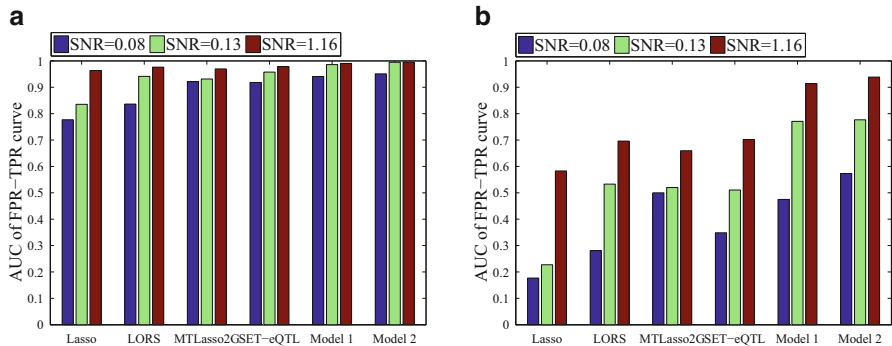 a
SNR=0.08 SNR=0.13 SNR=1.16
AUC of FPR−TPR curve
1
0.9
0.8
0.7
0.6
0.5
0.4
0.3
0.2
0.1
0
Lasso LORS MTLasso2G SET−eQTL Model 1 Model 2
b
SNR=0.08 SNR=0.13 SNR=1.16
AUC of FPR−TPR curve
1
0.9
0.8
0.7
0.6
0.5
0.4
0.3
0.2
0.1
0
Lasso LORS MTLasso2G SET−eQTL Model 1 Model 2